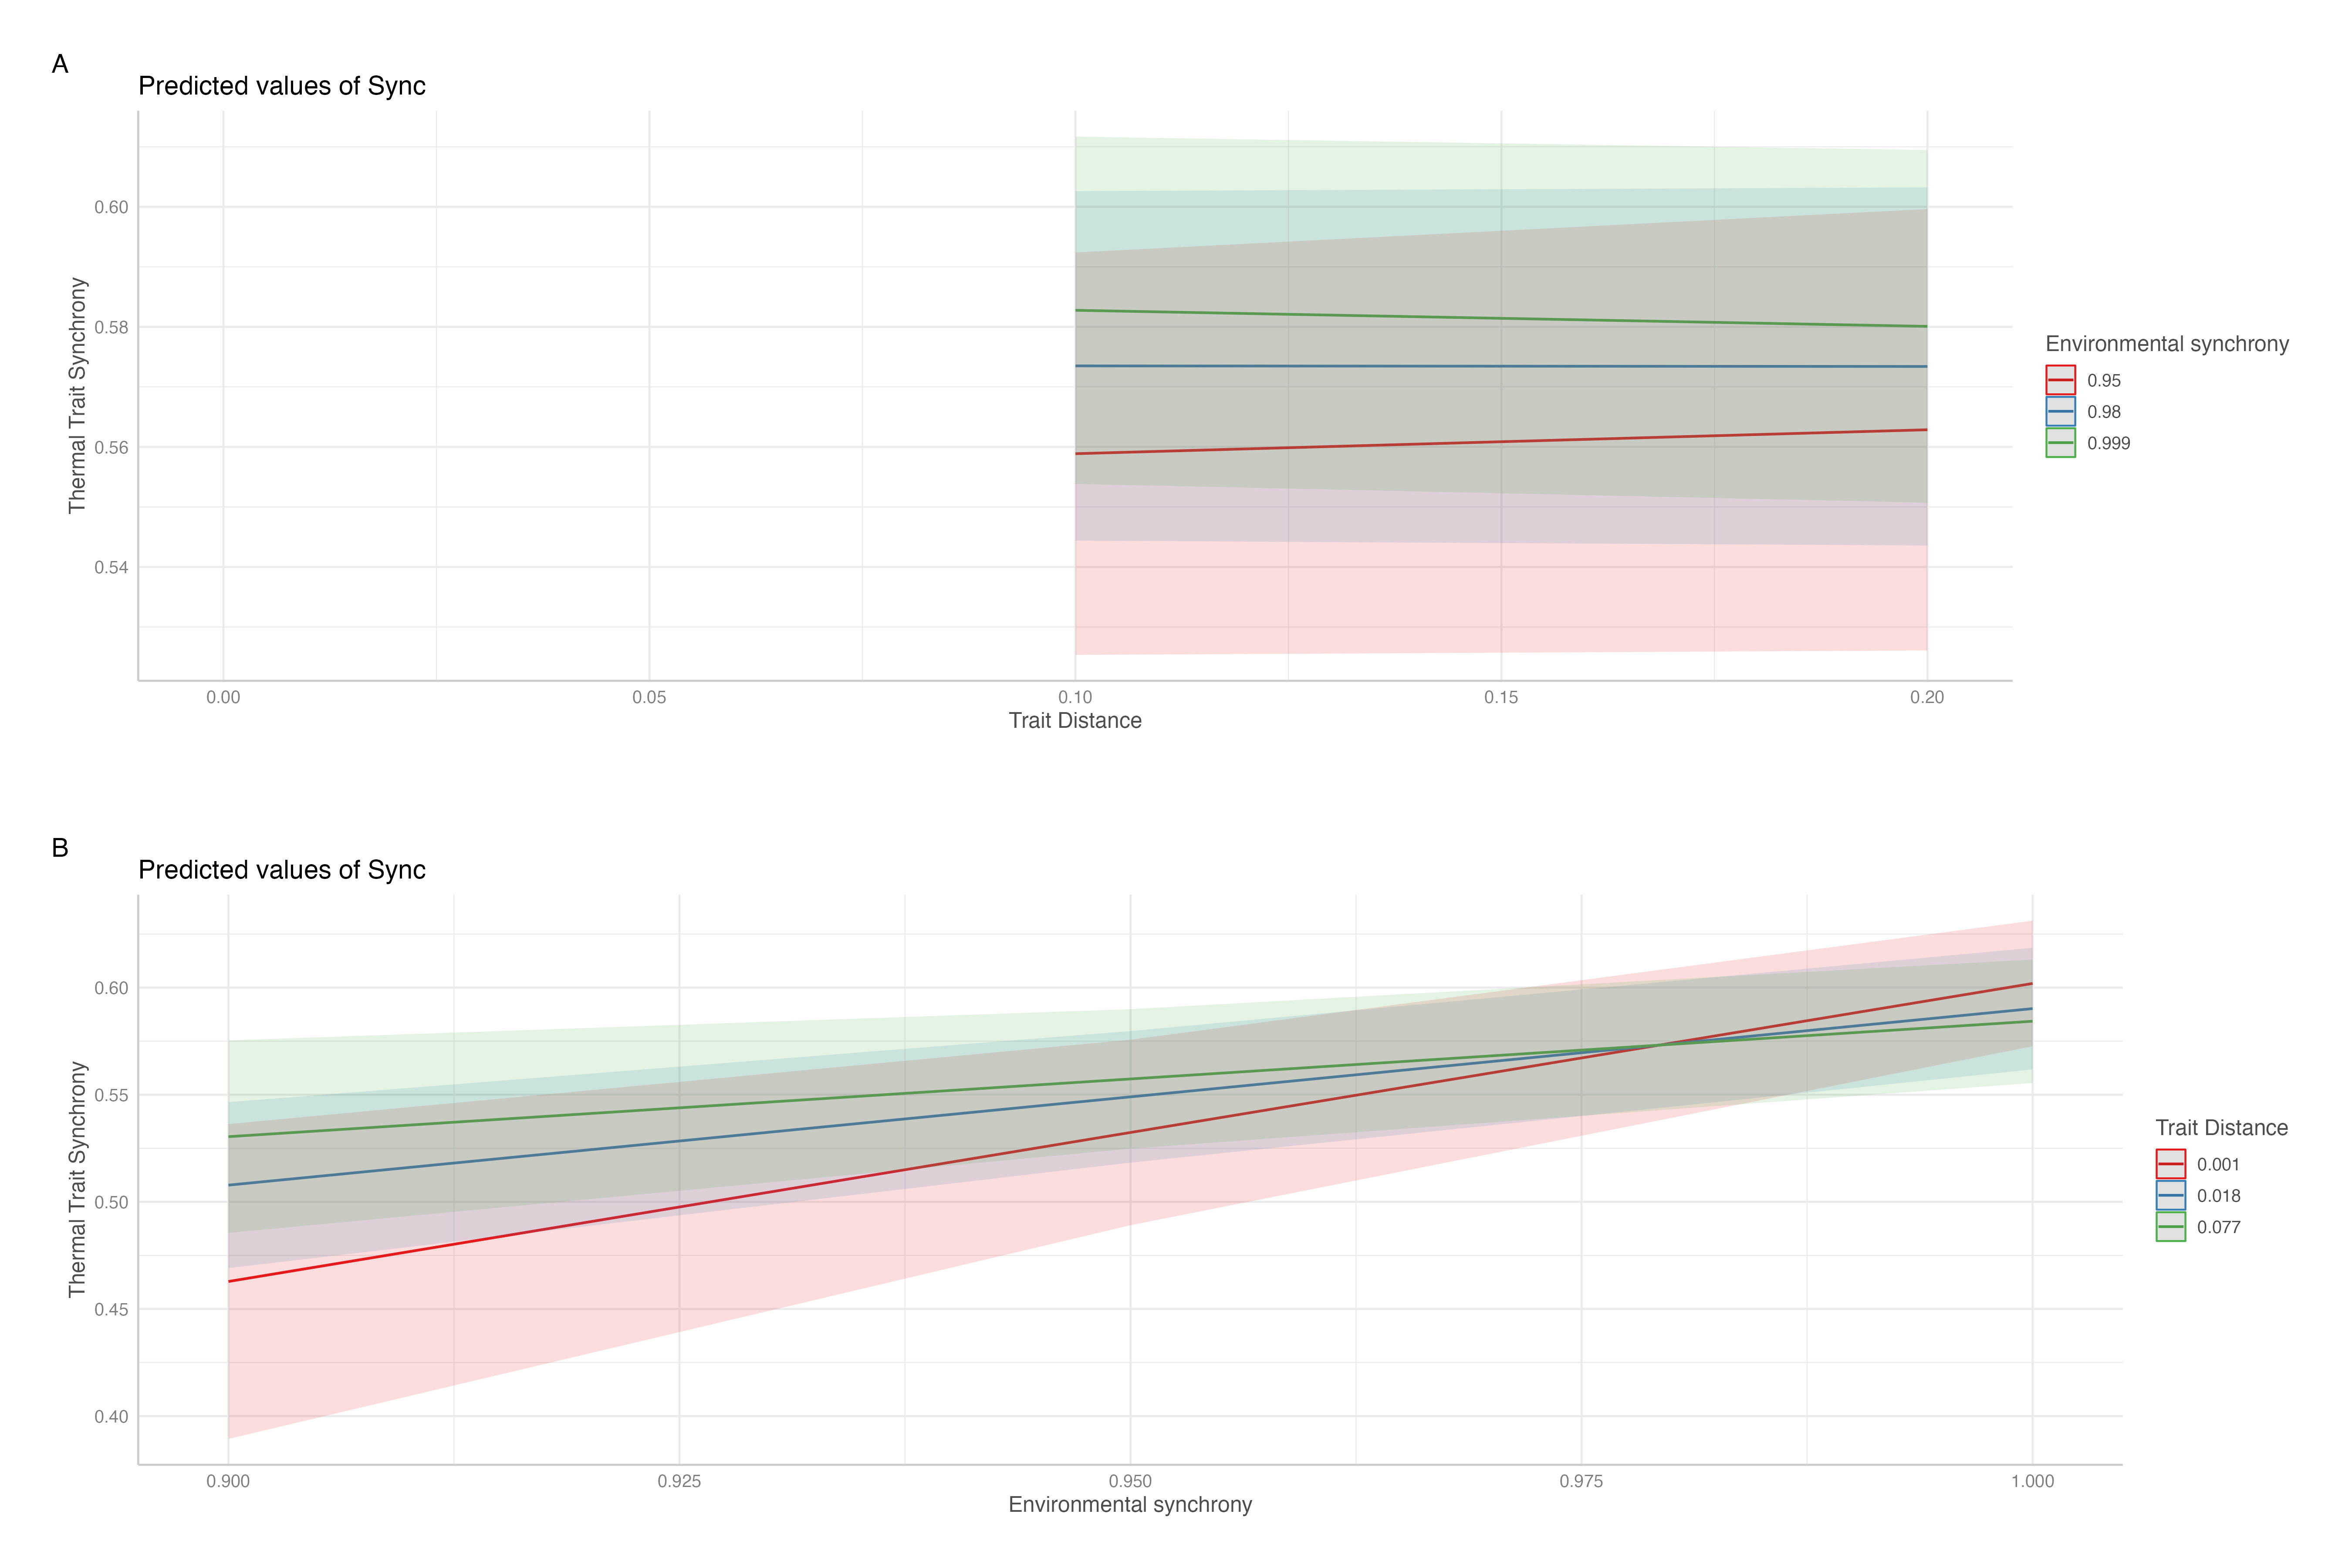 A
Predicted values of Sync
Thermal Trait Synchrony
0.60
0.58
0.56
0.54
0.00 0.05 0.10 0.15 0.20
Trait Distance
Environmental synchrony
0.95
0.98
0.999
B
Predicted values of Sync
Thermal Trait Synchrony
0.60
0.55
0.50
0.45
0.40
0.900 0.925 0.950 0.975 1.000
Environmental synchrony
Trait Distance
0.001
0.018
0.077